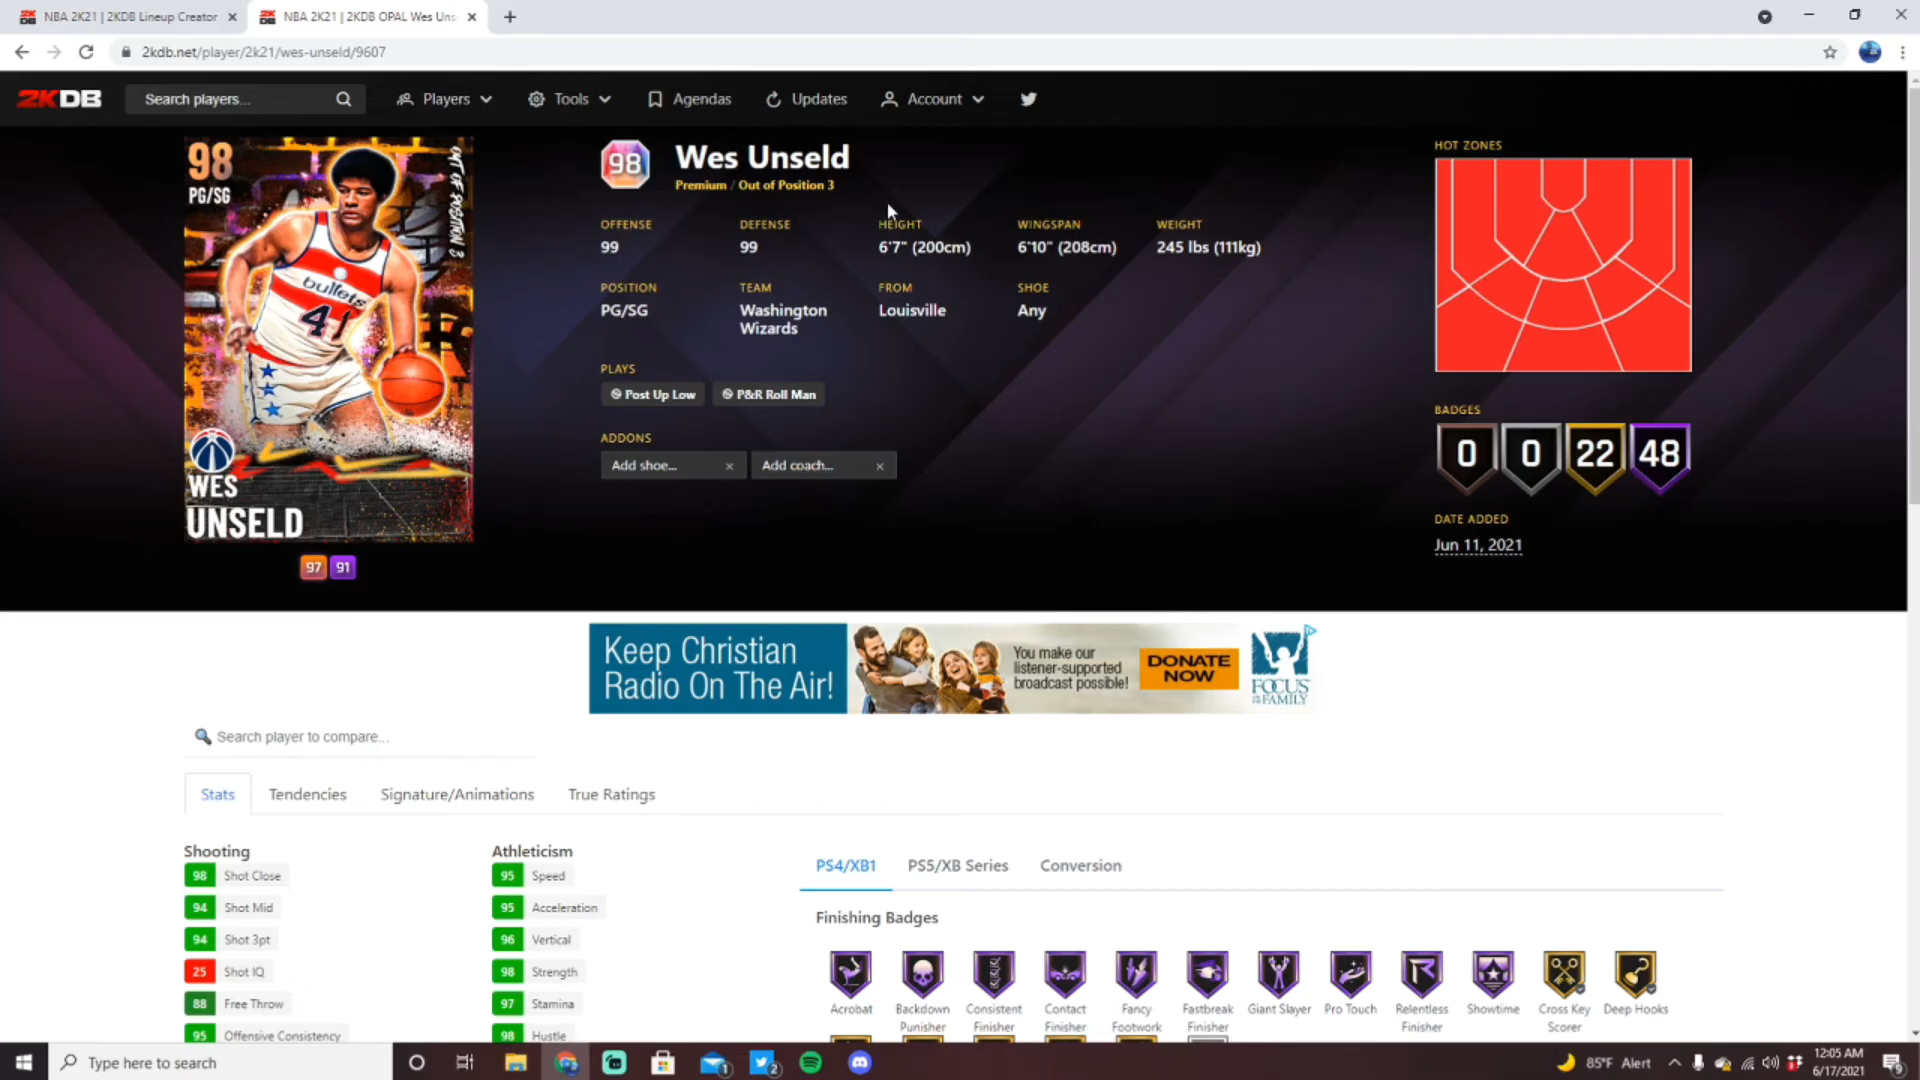 NBA 2K21 | 2KDB Lineup Creator
NBA 2K21 | 2KDB OPAL Wes Uns
2kdb.net/player/2k21/wes-unseld/9607
2KDB
Search players...
Players
Tools
Agendas
Updates
Account
98
PG/SG
OUT OF POSITION 3
bullets
41
WES
UNSELD
97 91
98
Wes Unseld
Premium / Out of Position 3
OFFENSE
99
DEFENSE
99
HEIGHT
6'7" (200cm)
WINGSPAN
6'10" (208cm)
WEIGHT
245 lbs (111kg)
POSITION
PG/SG
TEAM
Washington
Wizards
FROM
Louisville
SHOE
Any
PLAYS
Post Up Low
P&R Roll Man
ADDONS
Add shoe...
Add coach...
HOT ZONES
BADGES
0 0 22 48
DATE ADDED
Jun 11, 2021
Keep Christian
Radio On The Air!
You make our
listener-supported
broadcast possible!
DONATE
NOW
FOCUS
FAMILY
Search player to compare...
Stats
Tendencies
Signature/Animations
True Ratings
Shooting
98 Shot Close
94 Shot Mid
94 Shot 3pt
25 Shot IQ
88 Free Throw
95 Offensive Consistency
Athleticism
95 Speed
95 Acceleration
96 Vertical
98 Strength
97 Stamina
98 Hustle
PS4/XB1
PS5/XB Series
Conversion
Finishing Badges
Acrobat
Backdown
Punisher
Consistent
Finisher
Contact
Finisher
Fancy
Footwork
Fastbreak
Finisher
Giant Slayer
Pro Touch
Relentless
Finisher
Showtime
Cross Key
Scorer
Deep Hooks
Type here to search
1
2
85°F Alert
12:05 AM
6/17/2021